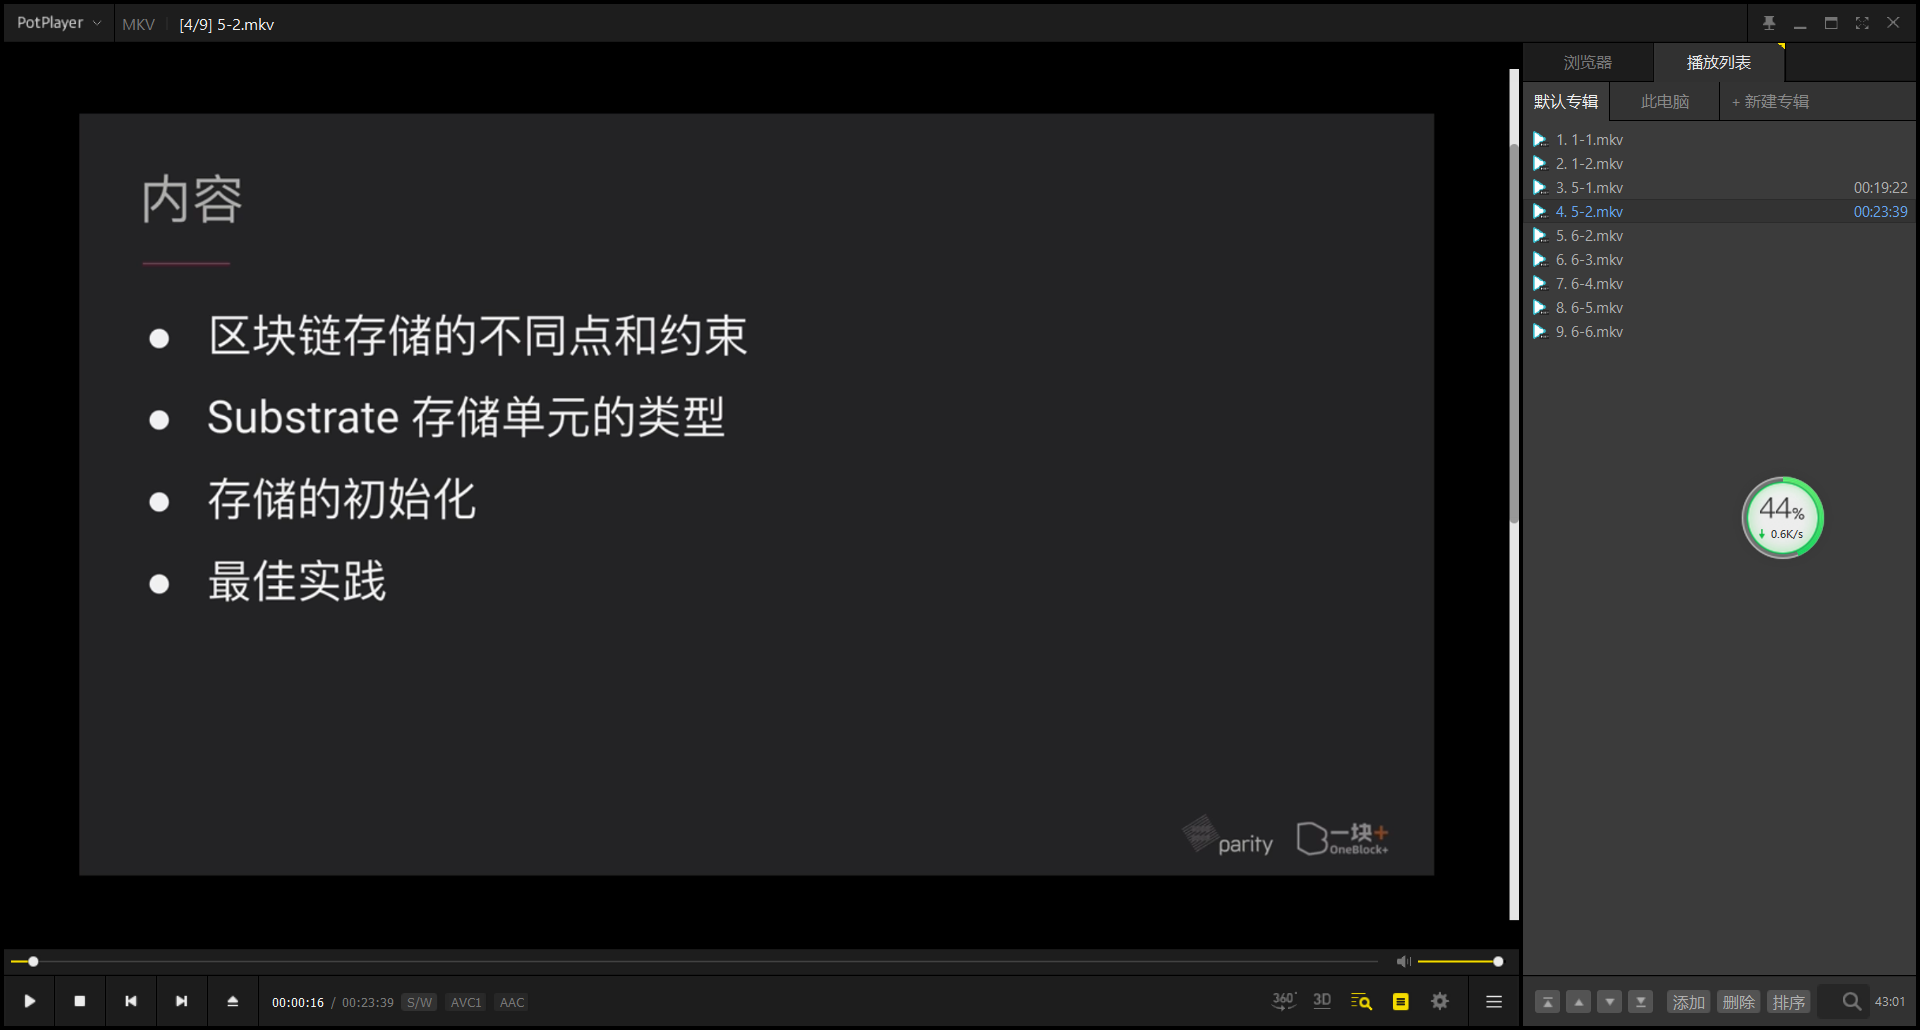 PotPlayer MKV [4/9] 5-2.mkv
浏览器 播放列表
默认专辑 此电脑 + 新建专辑
1. 1-1.mkv
2. 1-2.mkv
3. 5-1.mkv 00:19:22
4. 5-2.mkv 00:23:39
5. 6-2.mkv
6. 6-3.mkv
7. 6-4.mkv
8. 6-5.mkv
9. 6-6.mkv
内容
● 区块链存储的不同点和约束
● Substrate 存储单元的类型
● 存储的初始化
● 最佳实践
parity
一块+
OneBlock+
44%
↓ 0.6K/s
00:00:16 / 00:23:39 S/W AVC1 AAC
360° 3D
添加 删除 排序 43:01